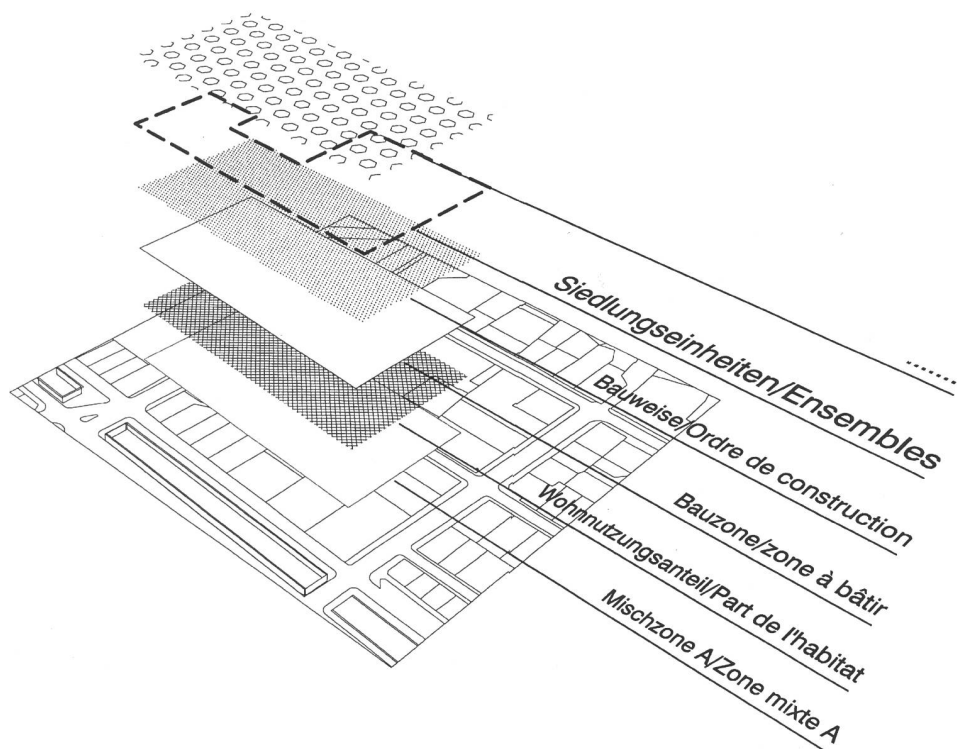 .......
Siedlungseinheiten/Ensembles
Bauweise/Ordre de construction
Bauzone/zone à bâtir
Wohnnutzungsanteil/Part de l'habitat
Mischzone A/Zone mixte A